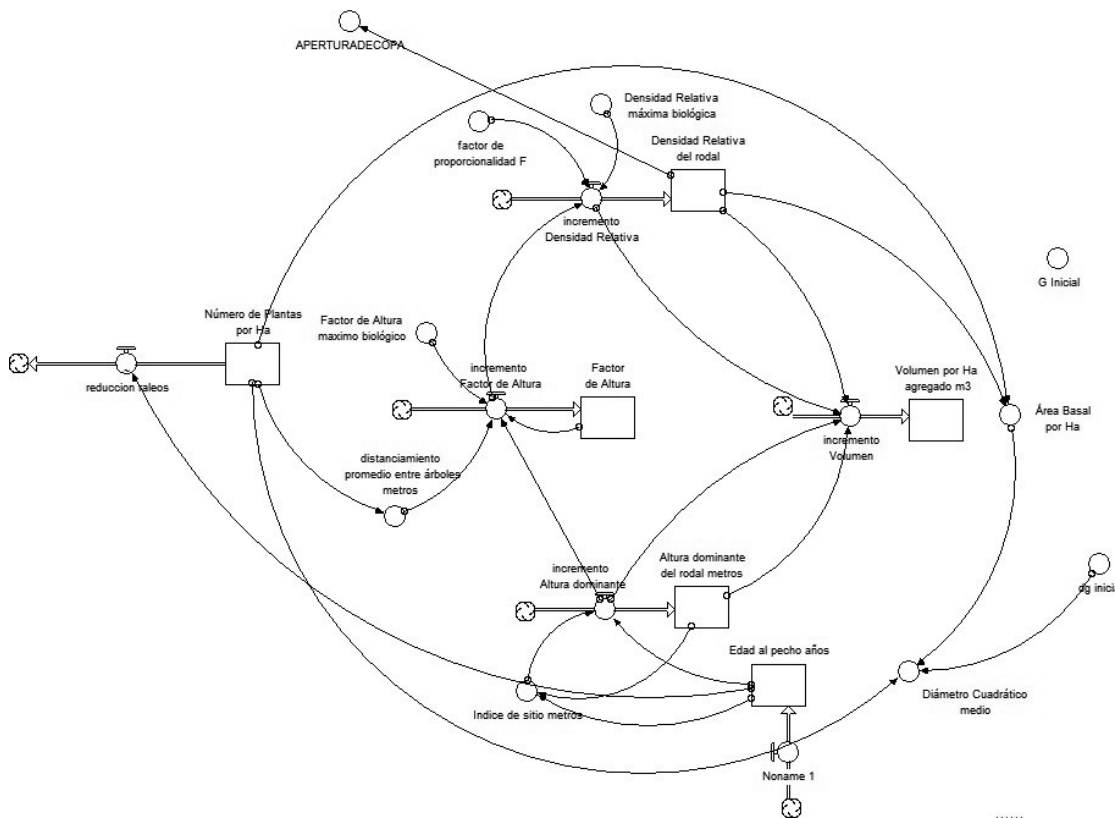 APERTURADECOPA
Densidad Relativa
máxima biológica
factor de
proporcionalidad F
Densidad Relativa
del rodal
incremento
Densidad Relativa
G Inicial
Número de Plantas
por Ha
reduccion raleos
Factor de Altura
maximo biológico
incremento
Factor de Altura
Factor
de Altura
Volumen por Ha
agregado m3
incremento
Volumen
Área Basal
por Ha
distanciamiento
promedio entre árboles
metros
incremento
Altura dominante
Altura dominante
del rodal metros
dg inicia
Edad al pecho años
Indice de sitio metros
Diámetro Cuadrático
medio
Noname 1